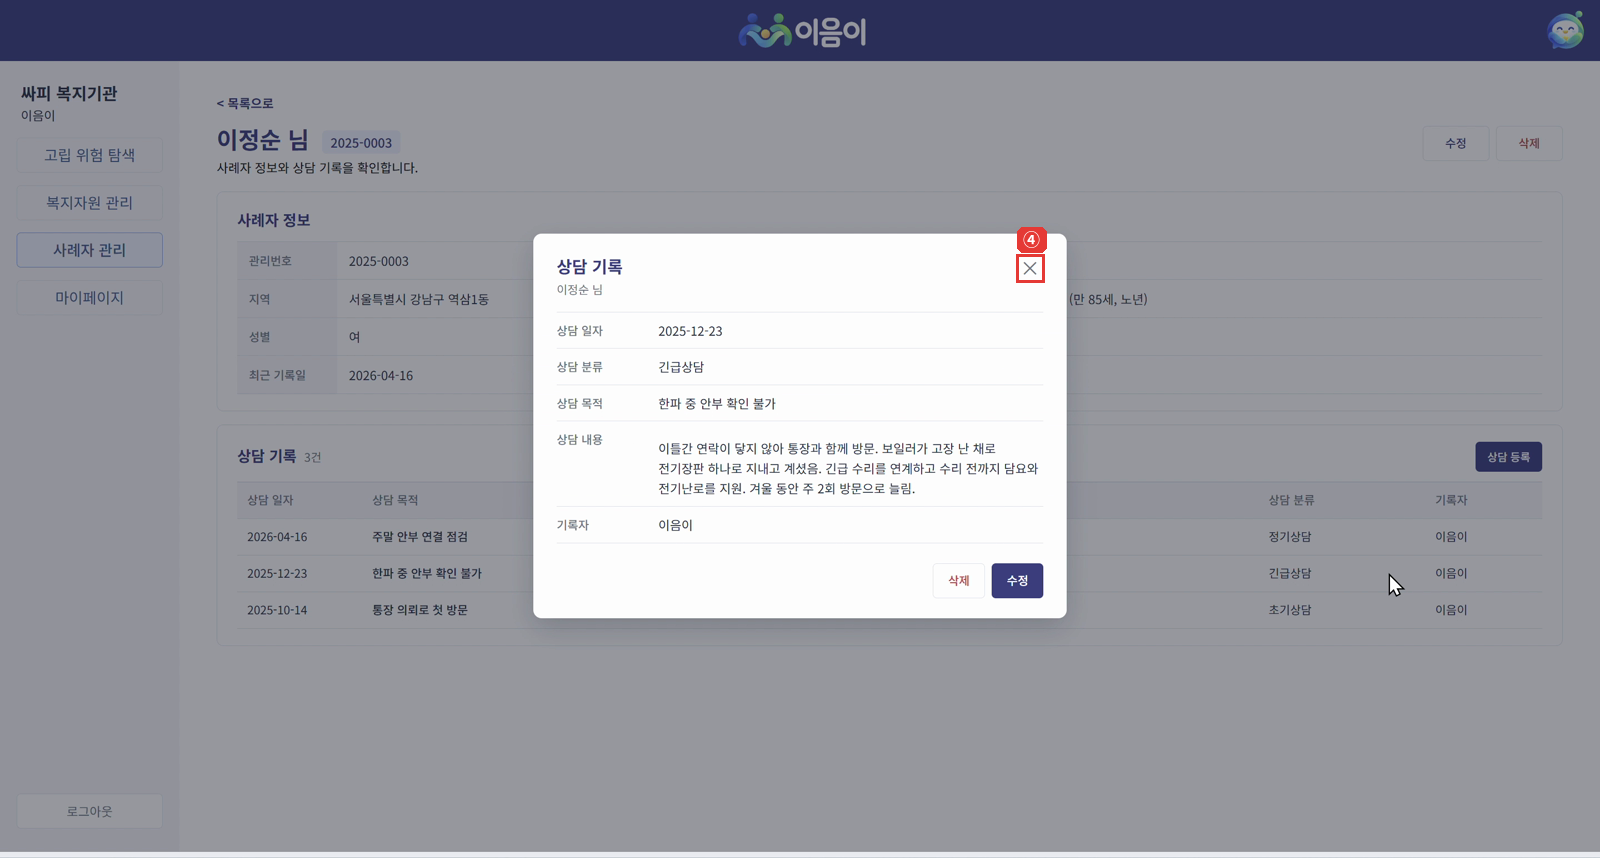 이음이
싸피 복지기관
이음이
고립 위험 탐색
복지자원 관리
사례자 관리
마이페이지
로그아웃
< 목록으로
이정순 님 2025-0003
사례자 정보와 상담 기록을 확인합니다.
수정 삭제
사례자 정보
관리번호 2025-0003
지역 서울특별시 강남구 역삼1동 (만 85세, 노년)
성별 여
최근 기록일 2026-04-16
상담 기록 3건 상담 등록
상담 일자 상담 목적 상담 분류 기록자
2026-04-16 주말 안부 연결 점검 정기상담 이음이
2025-12-23 한파 중 안부 확인 불가 긴급상담 이음이
2025-10-14 통장 의뢰로 첫 방문 초기상담 이음이
④
상담 기록
이정순 님
상담 일자 2025-12-23
상담 분류 긴급상담
상담 목적 한파 중 안부 확인 불가
상담 내용 이틀간 연락이 닿지 않아 통장과 함께 방문. 보일러가 고장 난 채로
전기장판 하나로 지내고 계셨음. 긴급 수리를 연계하고 수리 전까지 담요와
전기난로를 지원. 겨울 동안 주 2회 방문으로 늘림.
기록자 이음이
삭제 수정